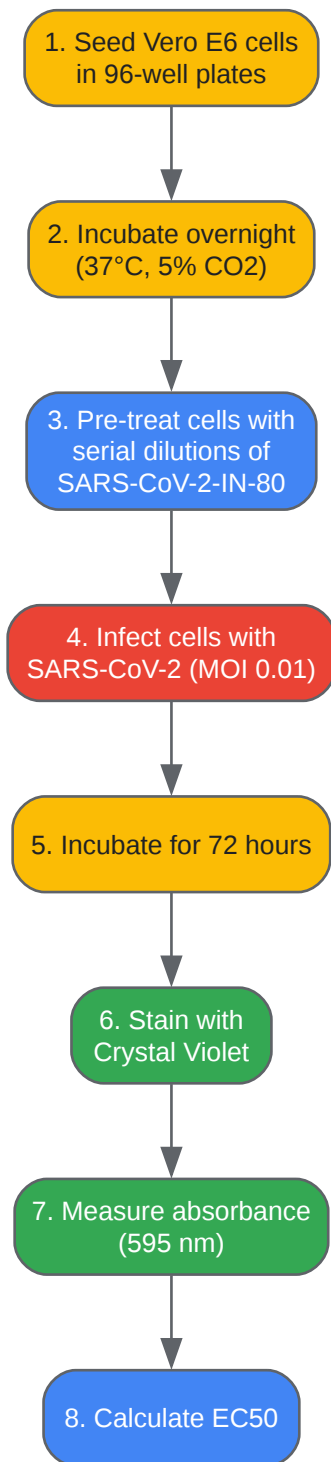 1. Seed Vero E6 cells
in 96-well plates
2. Incubate overnight
(37°C, 5% CO2)
3. Pre-treat cells with
serial dilutions of
SARS-CoV-2-IN-80
4. Infect cells with
SARS-CoV-2 (MOI 0.01)
5. Incubate for 72 hours
6. Stain with
Crystal Violet
7. Measure absorbance
(595 nm)
8. Calculate EC50